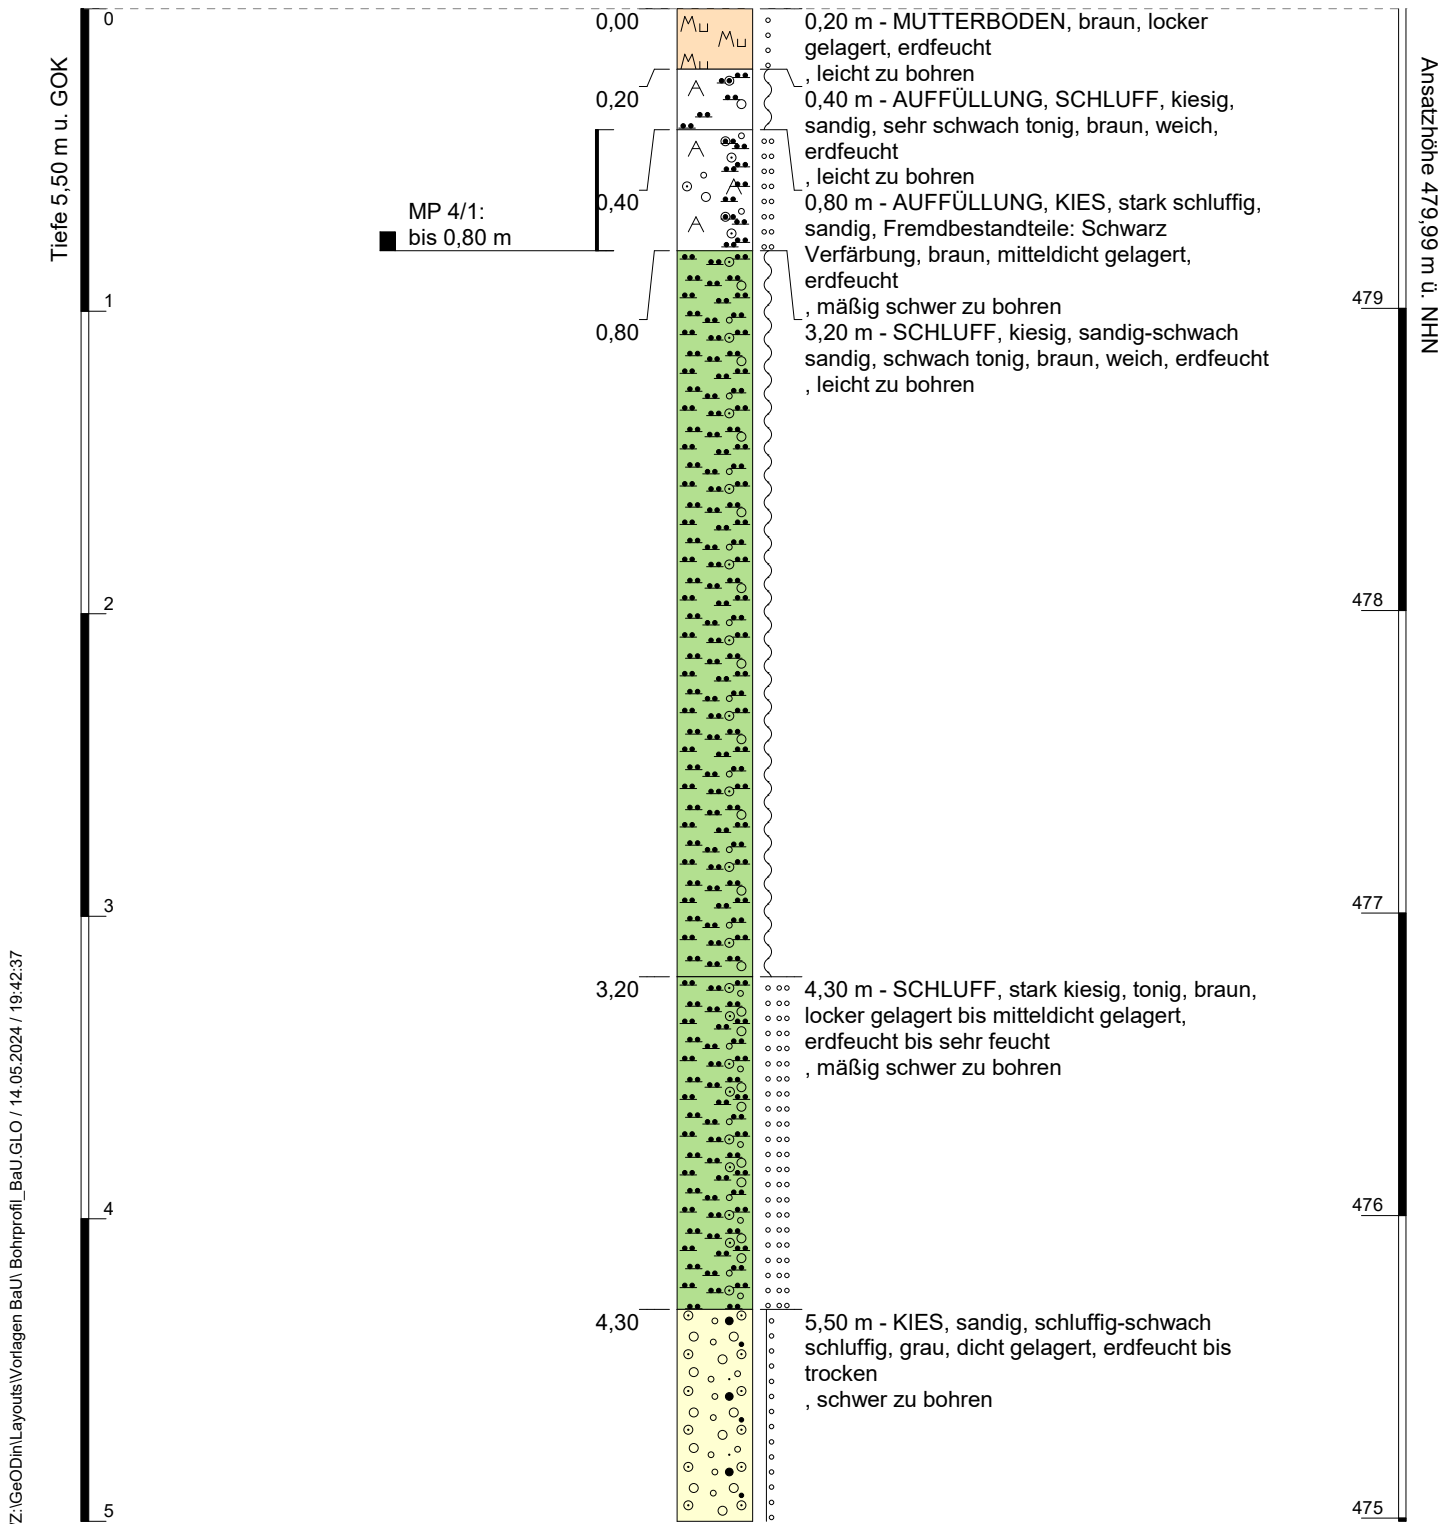 0
0,00
0,20 m - MUTTERBODEN, braun, locker
gelagert, erdfeucht
, leicht zu bohren
0,20
0,40 m - AUFFÜLLUNG, SCHLUFF, kiesig,
sandig, sehr schwach tonig, braun, weich,
erdfeucht
, leicht zu bohren
0,40
0,80 m - AUFFÜLLUNG, KIES, stark schluffig,
sandig, Fremdbestandteile: Schwarz
Verfärbung, braun, mitteldicht gelagert,
erdfeucht
, mäßig schwer zu bohren
MP 4/1:
bis 0,80 m
0,80
3,20 m - SCHLUFF, kiesig, sandig-schwach
sandig, schwach tonig, braun, weich, erdfeucht
, leicht zu bohren
Tiefe 5,50 m u. GOK
Ansatzhöhe 479,99 m ü. NHN
1
479
2
478
3
477
3,20
4,30 m - SCHLUFF, stark kiesig, tonig, braun,
locker gelagert bis mitteldicht gelagert,
erdfeucht bis sehr feucht
, mäßig schwer zu bohren
4
476
4,30
5,50 m - KIES, sandig, schluffig-schwach
schluffig, grau, dicht gelagert, erdfeucht bis
trocken
, schwer zu bohren
5
475
Z:\GeODin\Layouts\Vorlagen BaU\ Bohrprofil_BaU.GLO / 14.05.2024 / 19:42:37
Mu
Mu
Mu
A
A
A
A